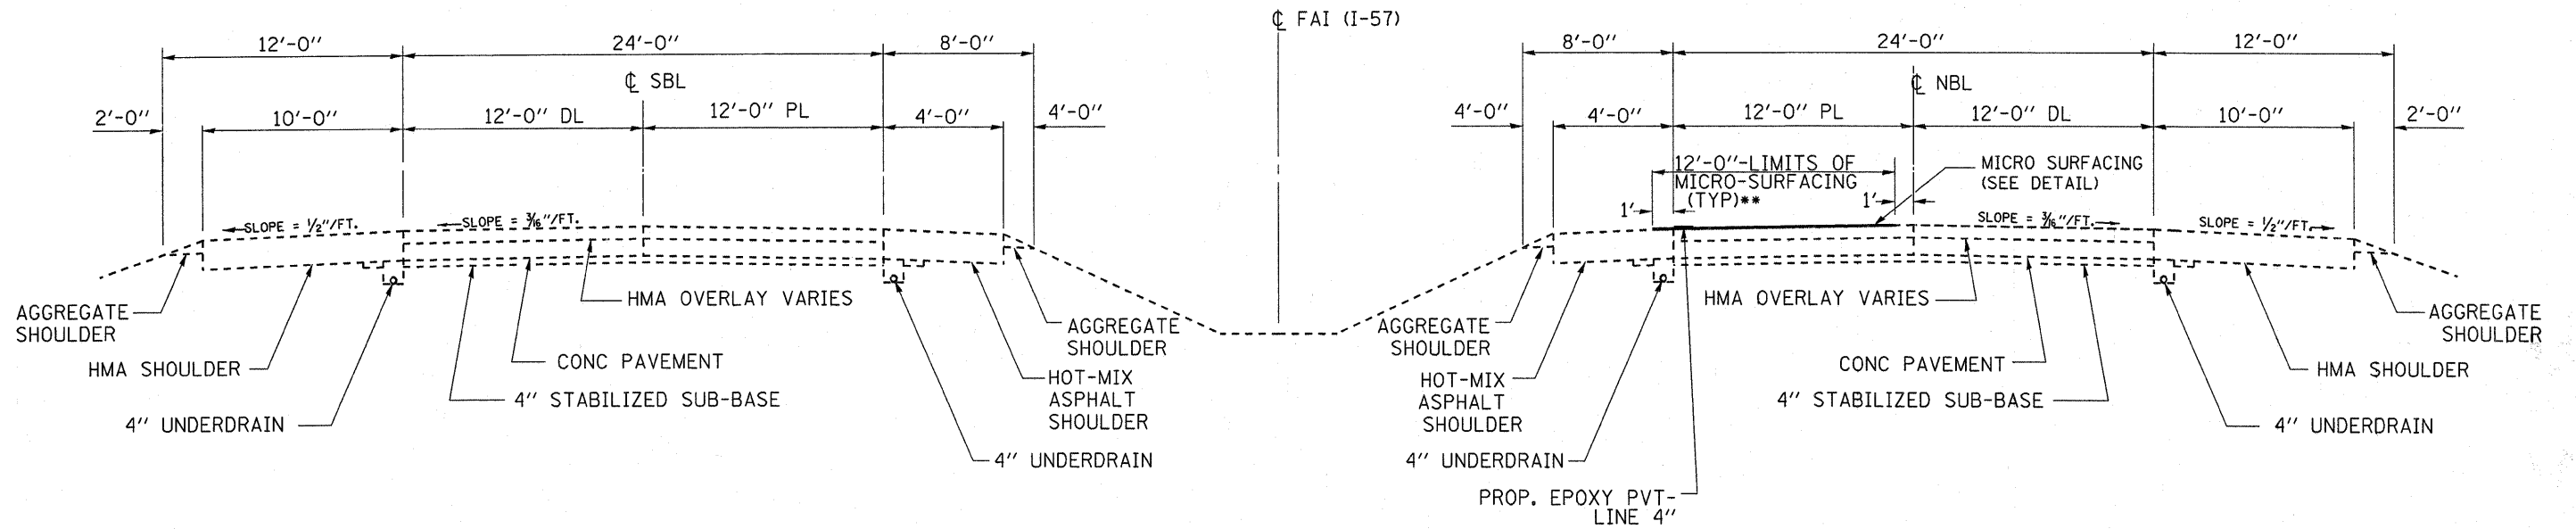 ℄ FAI (I-57)
12'-0"
24'-0"
8'-0"
8'-0"
24'-0"
12'-0"
℄ SBL
℄ NBL
2'-0"
10'-0"
12'-0" DL
12'-0" PL
4'-0"
4'-0"
4'-0"
4'-0"
12'-0" PL
12'-0" DL
10'-0"
2'-0"
12'-0"-LIMITS OF
MICRO-SURFACING
(TYP)**
MICRO SURFACING
(SEE DETAIL)
1'
1'
SLOPE = 1/2"/FT.
SLOPE = 3/16"/FT.
SLOPE = 3/16"/FT.
SLOPE = 1/2"/FT.
AGGREGATE
SHOULDER
HMA SHOULDER
4" UNDERDRAIN
HMA OVERLAY VARIES
CONC PAVEMENT
4" STABILIZED SUB-BASE
AGGREGATE
SHOULDER
HOT-MIX
ASPHALT
SHOULDER
4" UNDERDRAIN
AGGREGATE
SHOULDER
HOT-MIX
ASPHALT
SHOULDER
4" UNDERDRAIN
PROP. EPOXY PVT-
LINE 4"
HMA OVERLAY VARIES
CONC PAVEMENT
4" STABILIZED SUB-BASE
AGGREGATE
SHOULDER
HMA SHOULDER
4" UNDERDRAIN